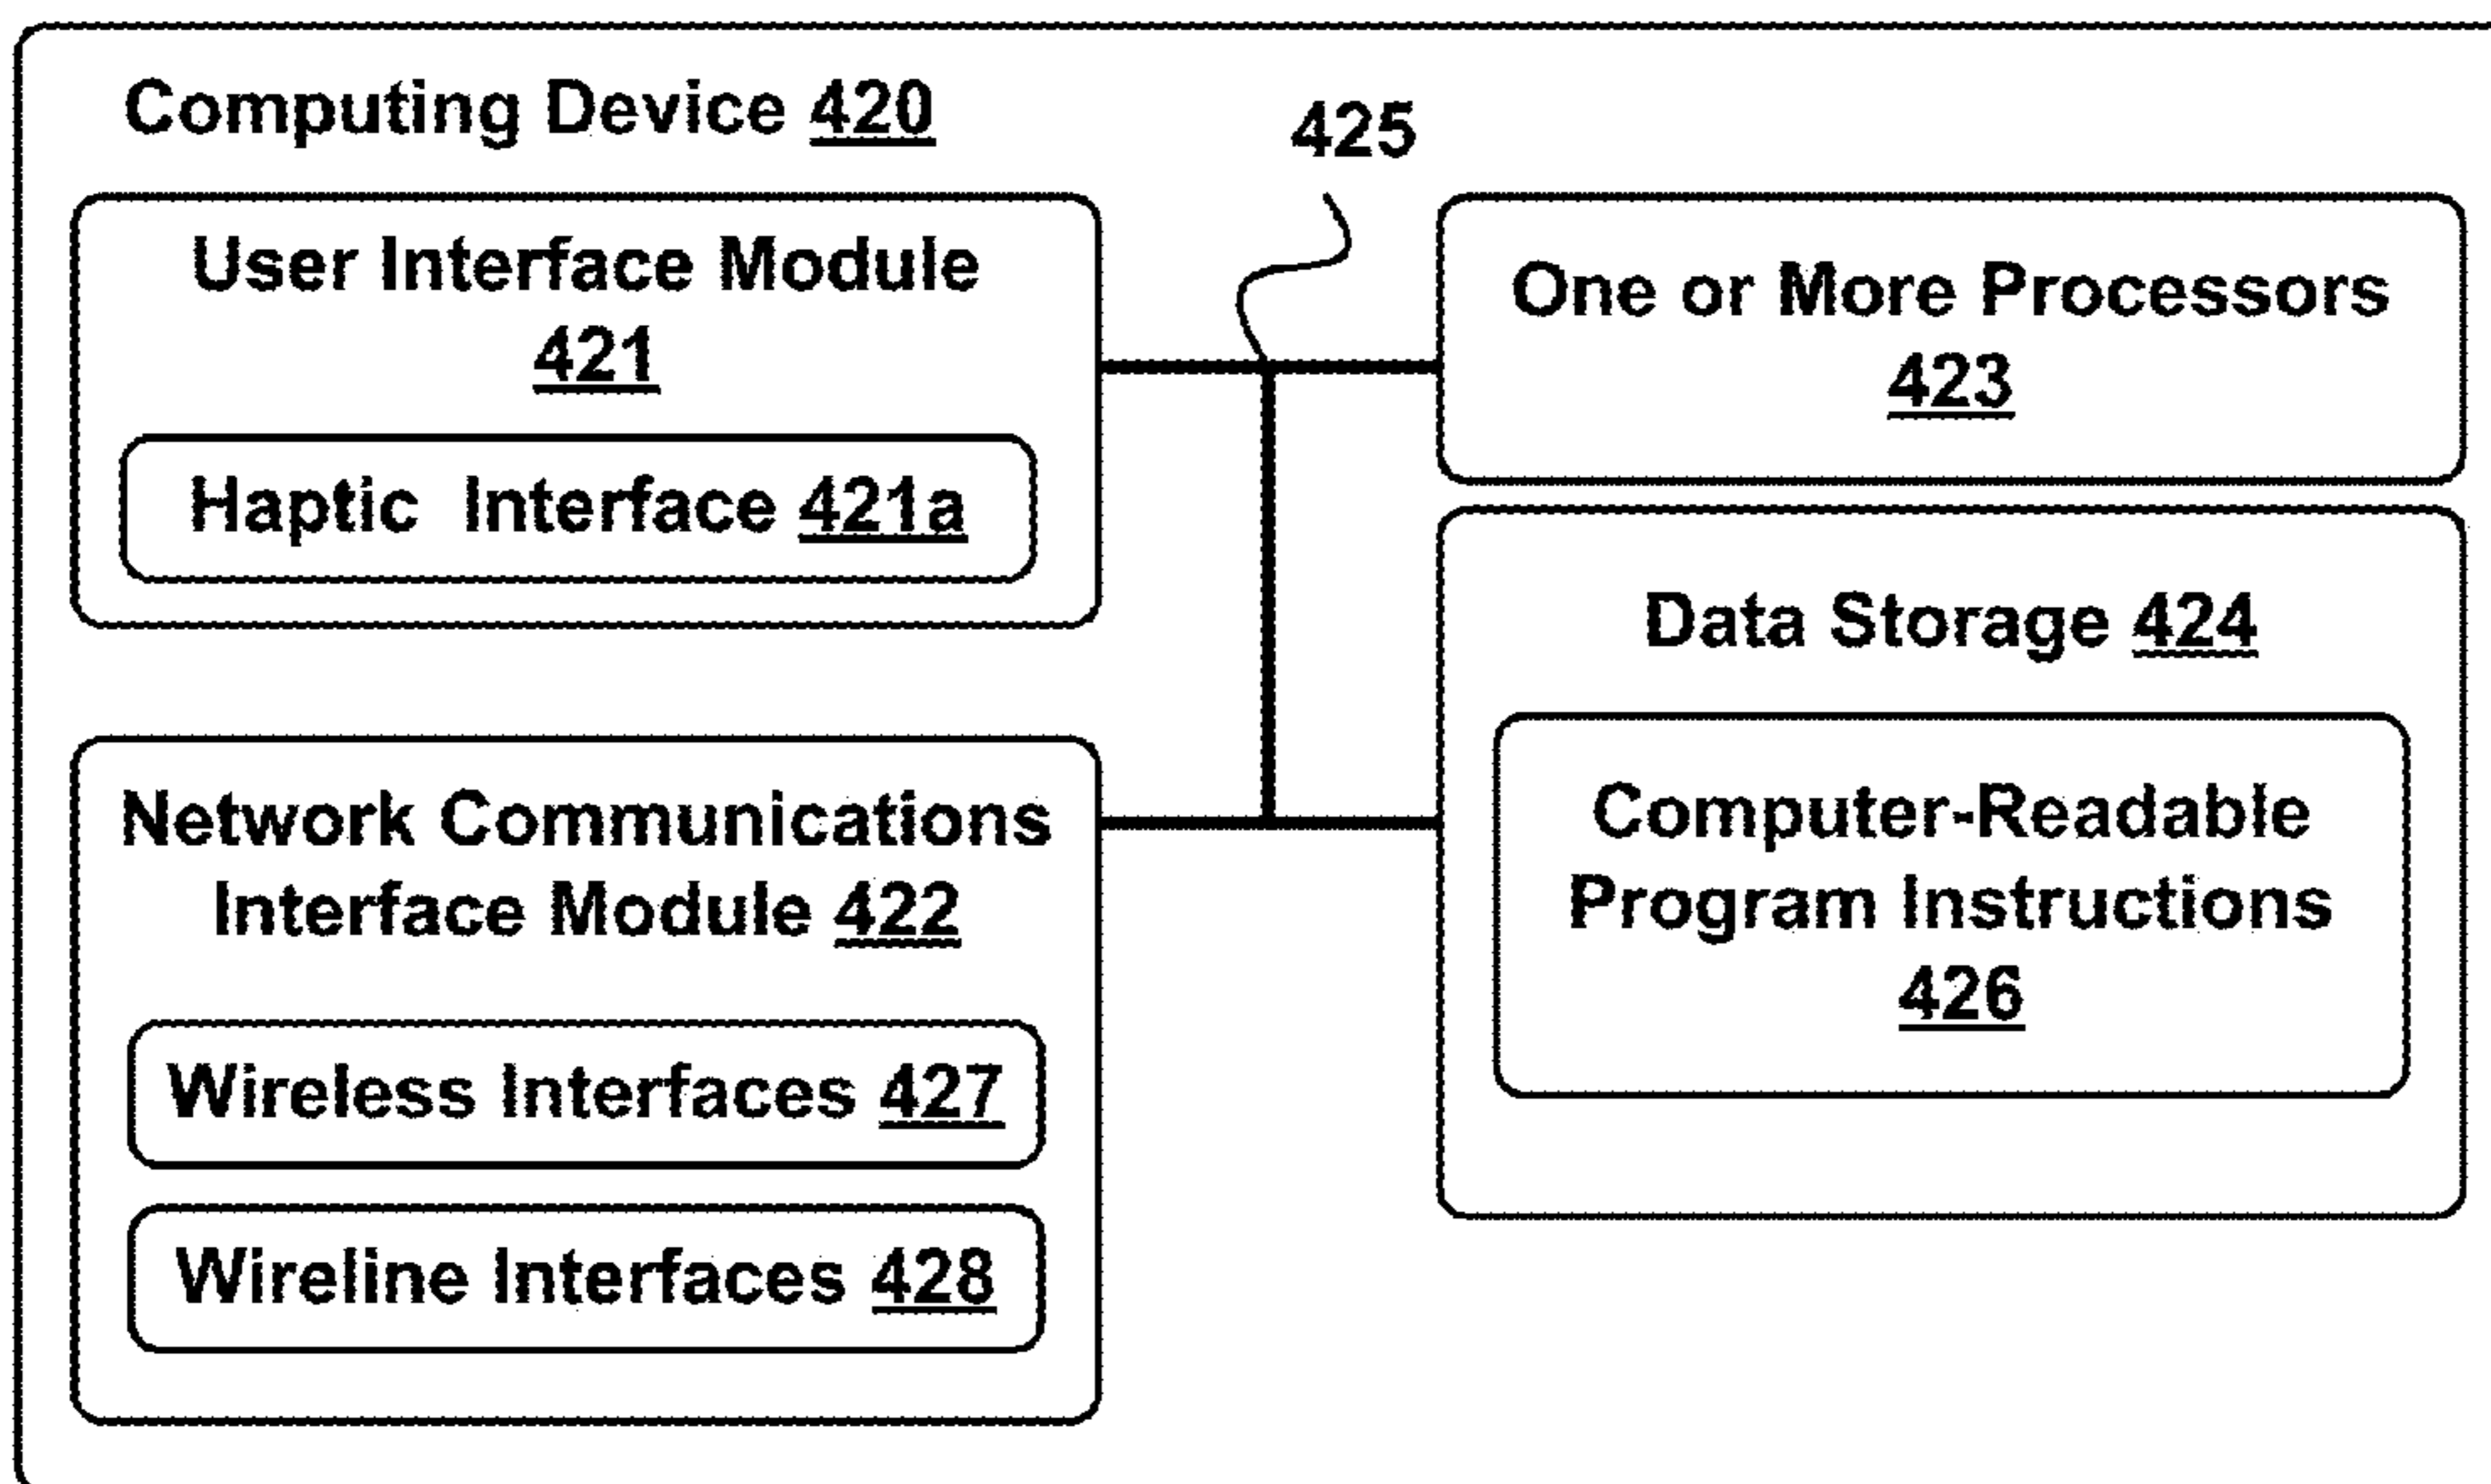 Computing Device 420
425
User Interface Module
421
Haptic Interface 421a
One or More Processors
423
Data Storage 424
Computer-Readable
Program Instructions
426
Network Communications
Interface Module 422
Wireless Interfaces 427
Wireline Interfaces 428